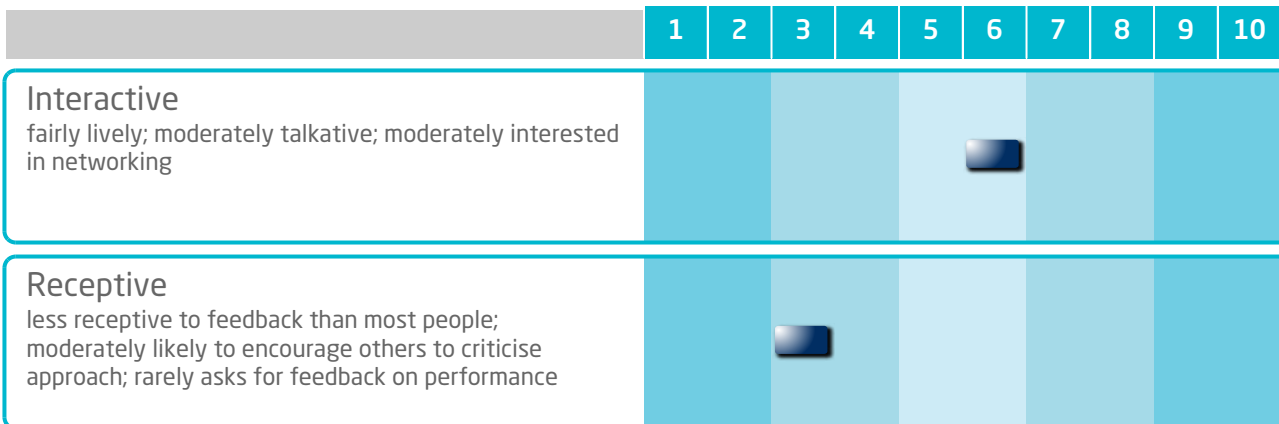 1 2 3 4 5 6 7 8 9 10
Interactive
fairly lively; moderately talkative; moderately interested
in networking
Receptive
less receptive to feedback than most people;
moderately likely to encourage others to criticise
approach; rarely asks for feedback on performance